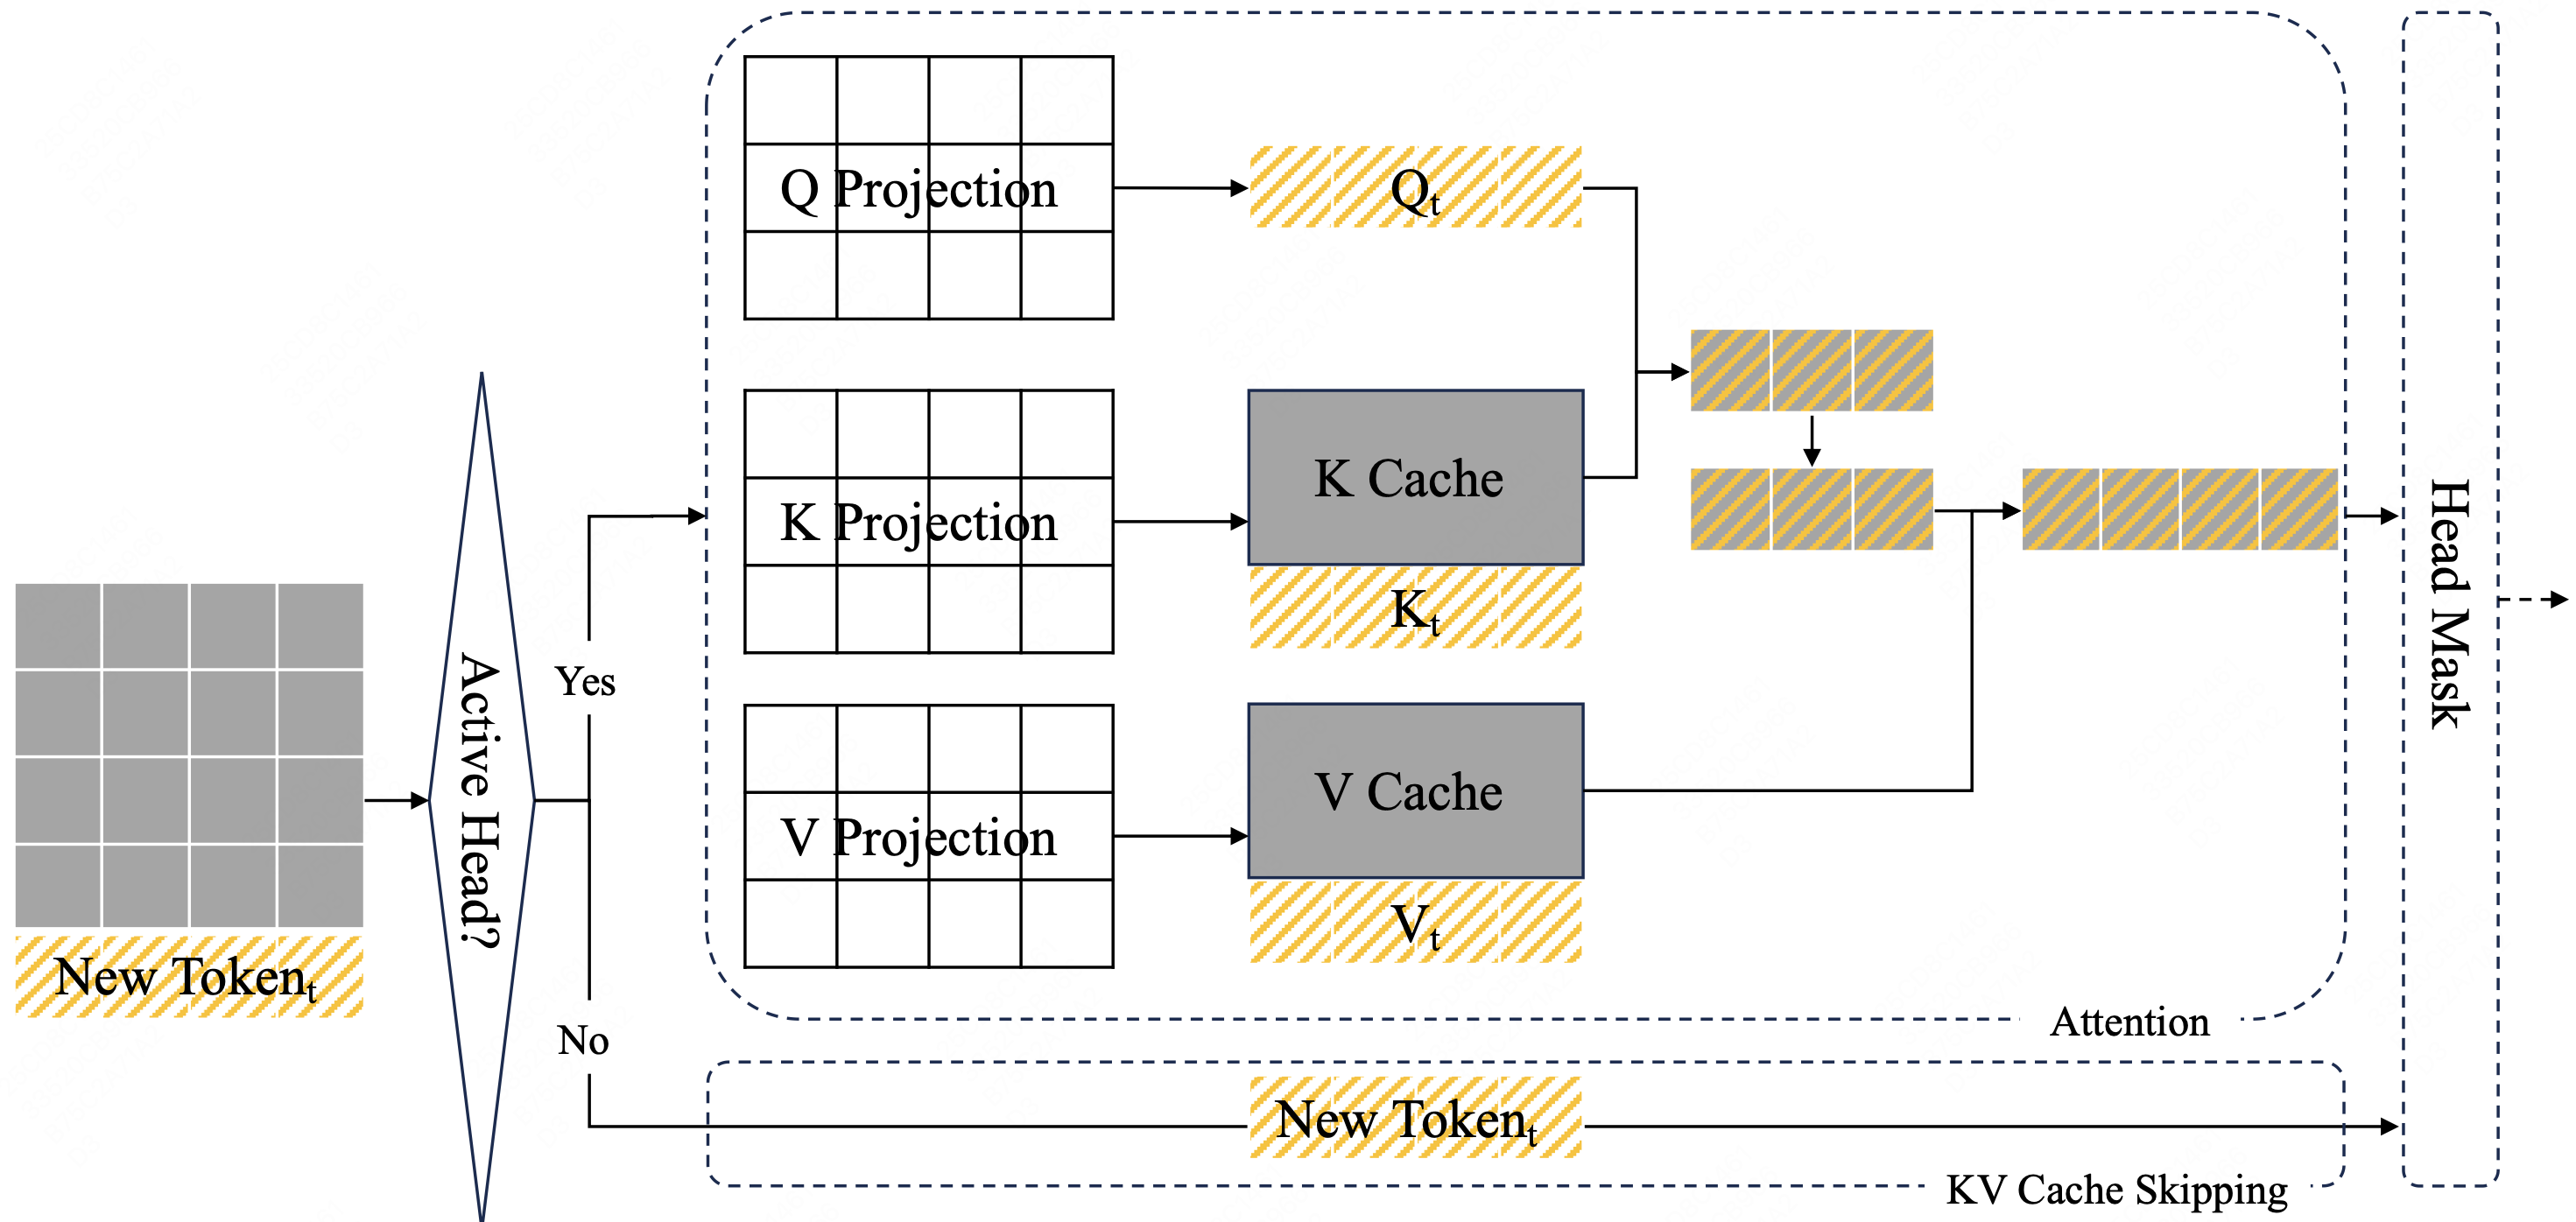 New Token_t
Active Head?
Yes
No
Q Projection
Q_t
K Projection
K Cache
K_t
V Projection
V Cache
V_t
Attention
New Token_t
KV Cache Skipping
Head Mask